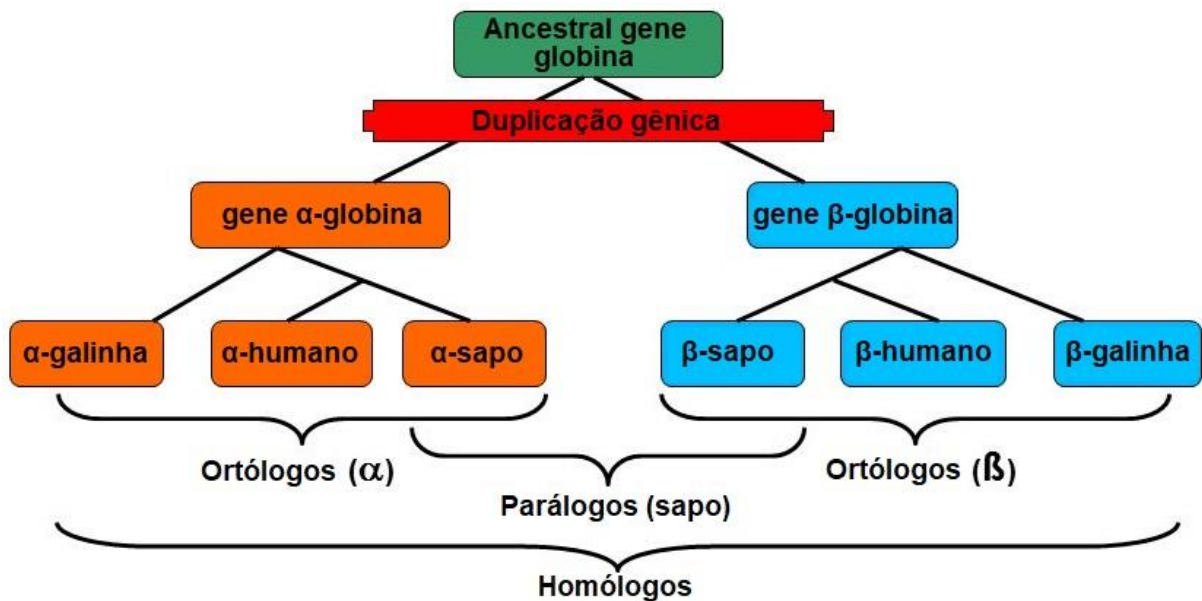 Ancestral gene
globina
Duplicação gênica
gene α-globina
gene β-globina
α-galinha
α-humano
α-sapo
β-sapo
β-humano
β-galinha
Ortólogos (α)
Ortólogos (ß)
Parálogos (sapo)
Homólogos